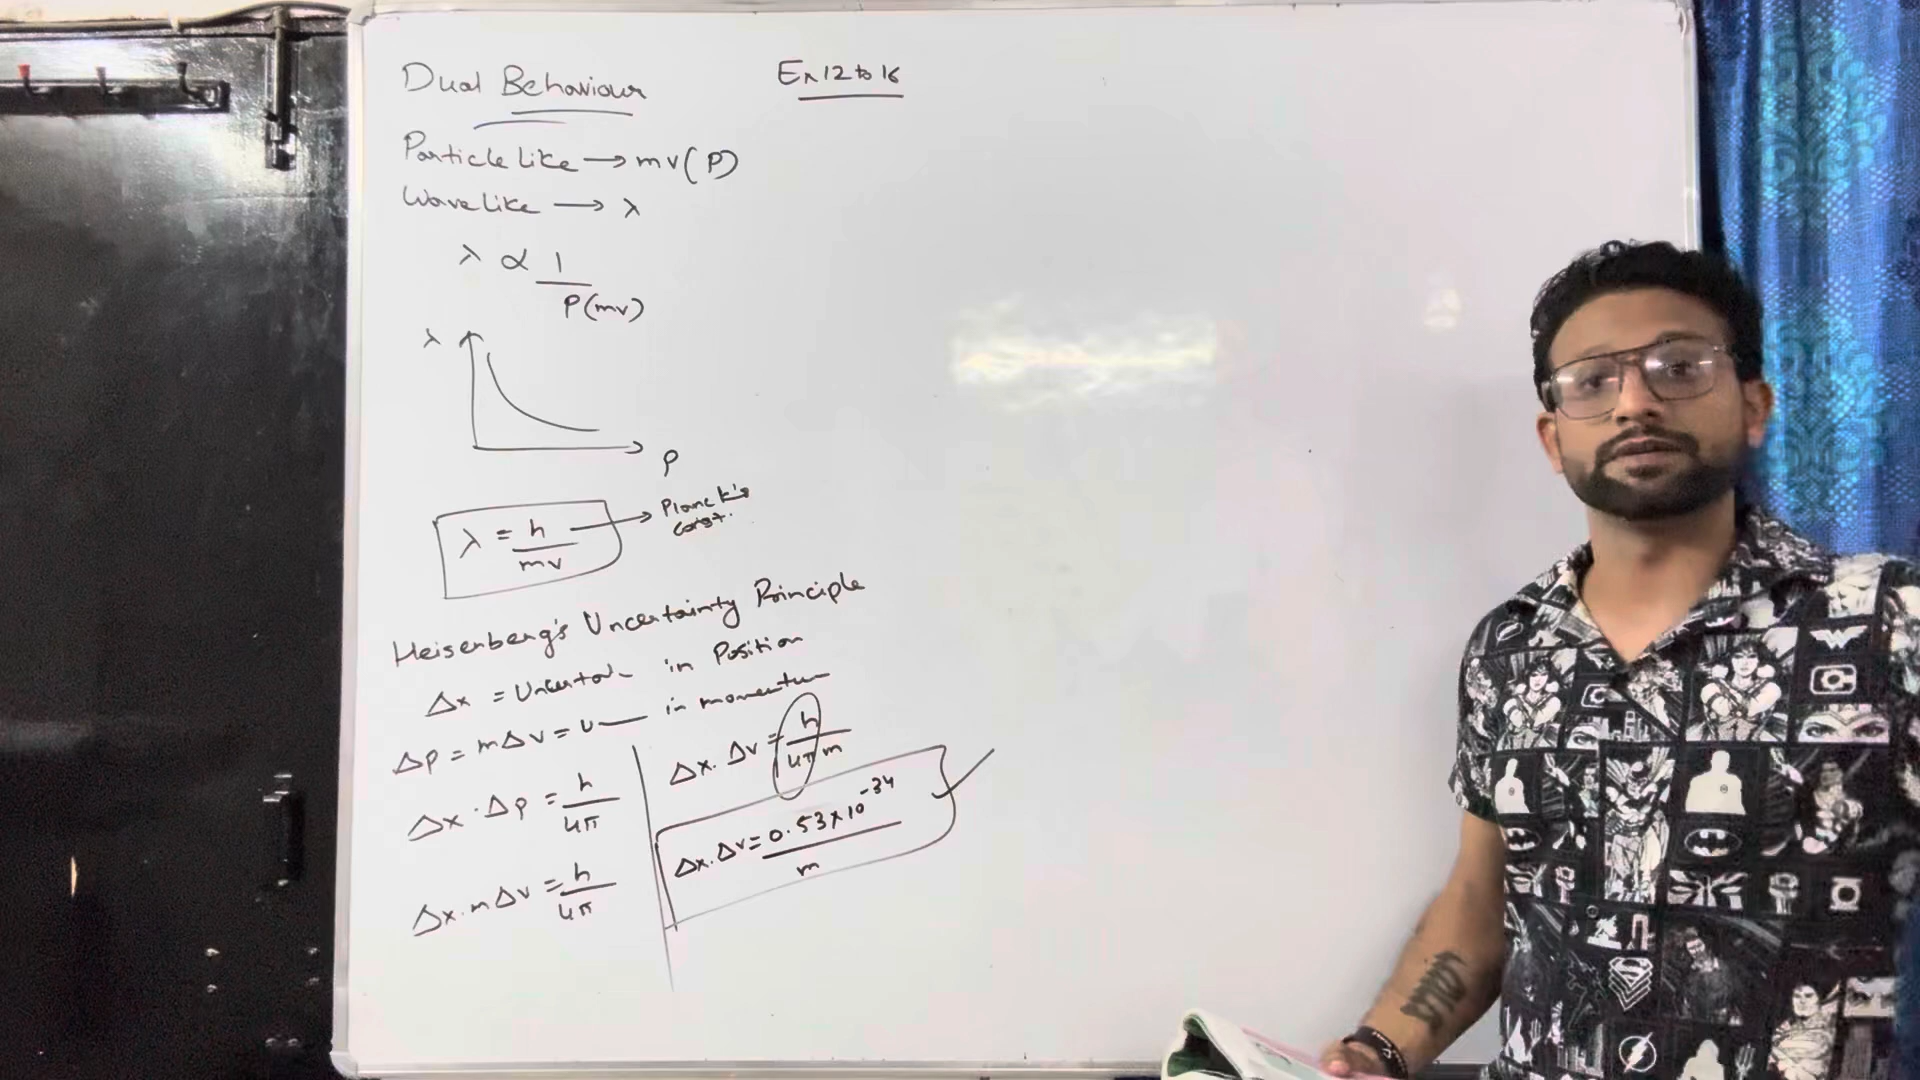 Dual Behaviour
Ex 12 to 16
Particle like → mv (P)
Wave like → λ
λ ∝ 1
P(mv)
λ
P
λ = h
mv
Planck's
const.
Heisenberg's Uncertainty Principle
Δx = in Position
Δp = mΔv = u— in momentum
Δx · Δp = h
4π
Δx · mΔv = h
4π
Δx · Δv = h
4πm
Δx · Δv = 0.53 × 10⁻³⁴
m